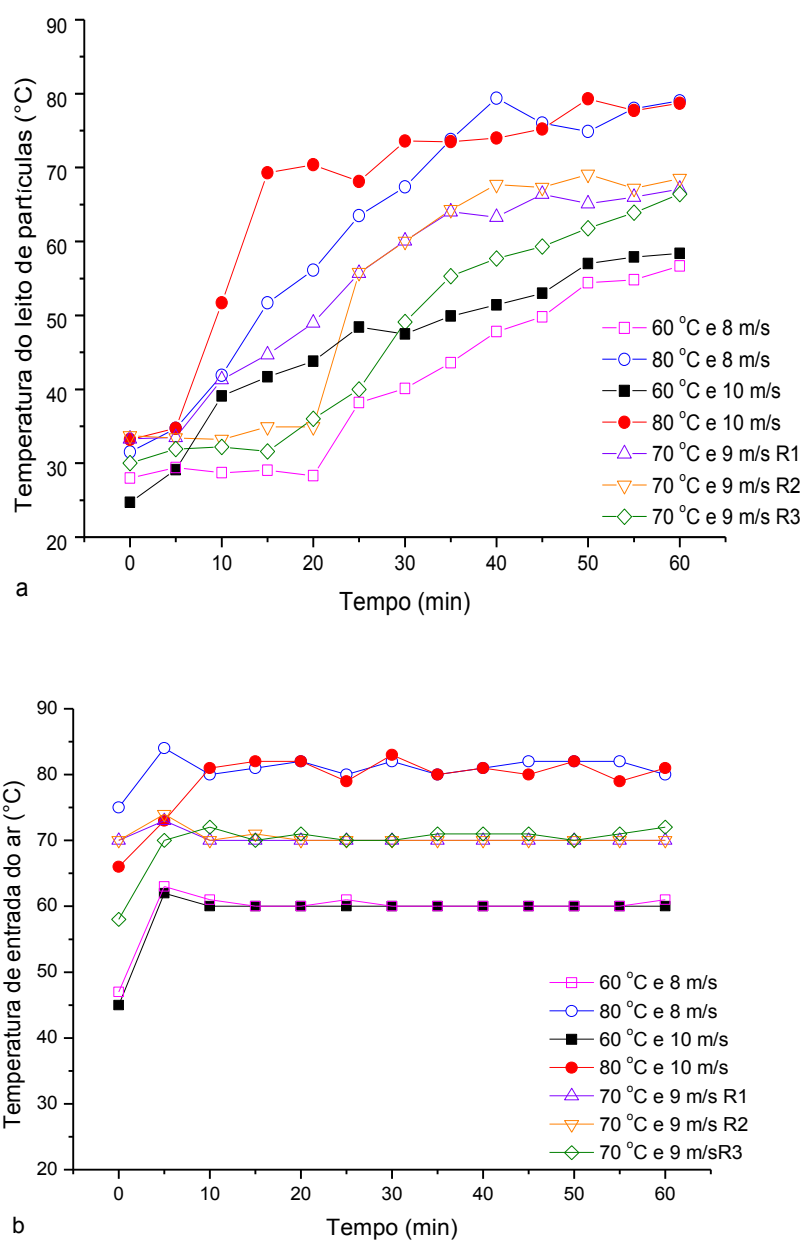 90
80
70
60
50
40
30
20
Temperatura do leito de partículas (°C)
60 °C e 8 m/s
80 °C e 8 m/s
60 °C e 10 m/s
80 °C e 10 m/s
70 °C e 9 m/s R1
70 °C e 9 m/s R2
70 °C e 9 m/s R3
0 10 20 30 40 50 60
a
Tempo (min)
90
80
70
60
50
40
30
20
Temperatura de entrada do ar (°C)
60 °C e 8 m/s
80 °C e 8 m/s
60 °C e 10 m/s
80 °C e 10 m/s
70 °C e 9 m/s R1
70 °C e 9 m/s R2
70 °C e 9 m/sR3
0 10 20 30 40 50 60
b
Tempo (min)